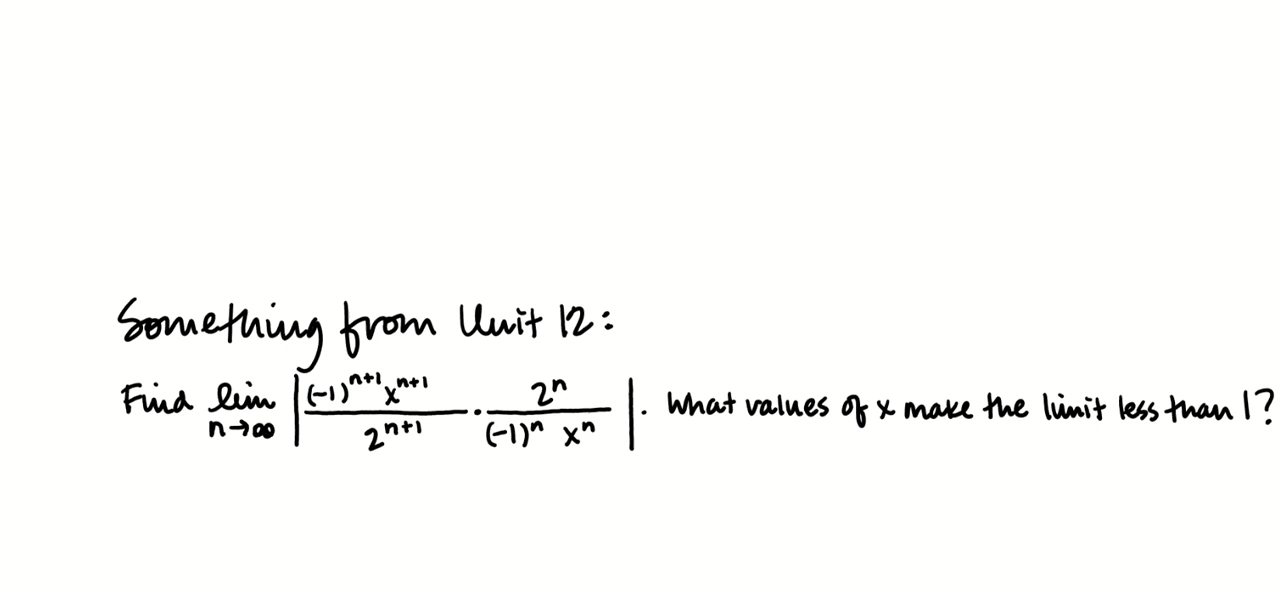 Something from Unit 12:
Find lim n→∞ | (-1)^{n+1} x^{n+1} / 2^{n+1} · 2^n / (-1)^n x^n |. What values of x make the limit less than 1?